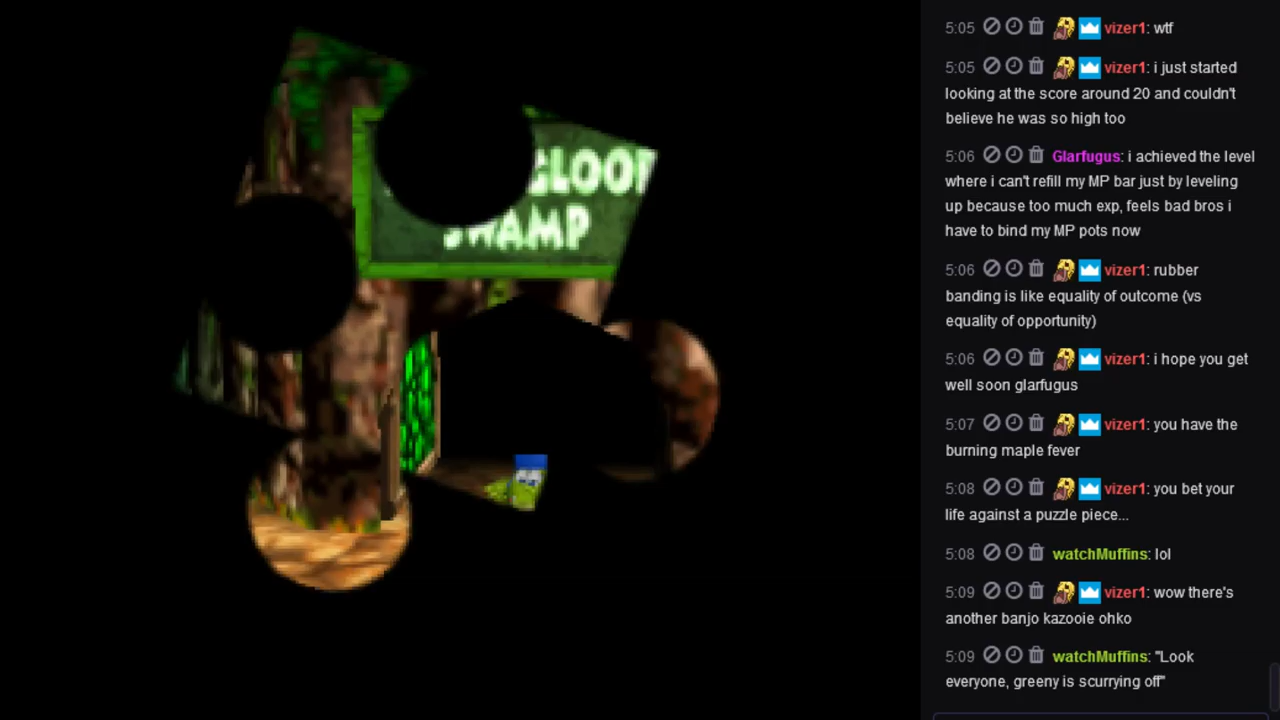 GLOOP
SWAMP
5:05 vizer1: wtf
5:05 vizer1: i just started
looking at the score around 20 and couldn't
believe he was so high too
5:06 Glarfugus: i achieved the level
where i can't refill my MP bar just by leveling
up because too much exp, feels bad bros i
have to bind my MP pots now
5:06 vizer1: rubber
banding is like equality of outcome (vs
equality of opportunity)
5:06 vizer1: i hope you get
well soon glarfugus
5:07 vizer1: you have the
burning maple fever
5:08 vizer1: you bet your
life against a puzzle piece...
5:08 watchMuffins: lol
5:09 vizer1: wow there's
another banjo kazooie ohko
5:09 watchMuffins: "Look
everyone, greeny is scurrying off"